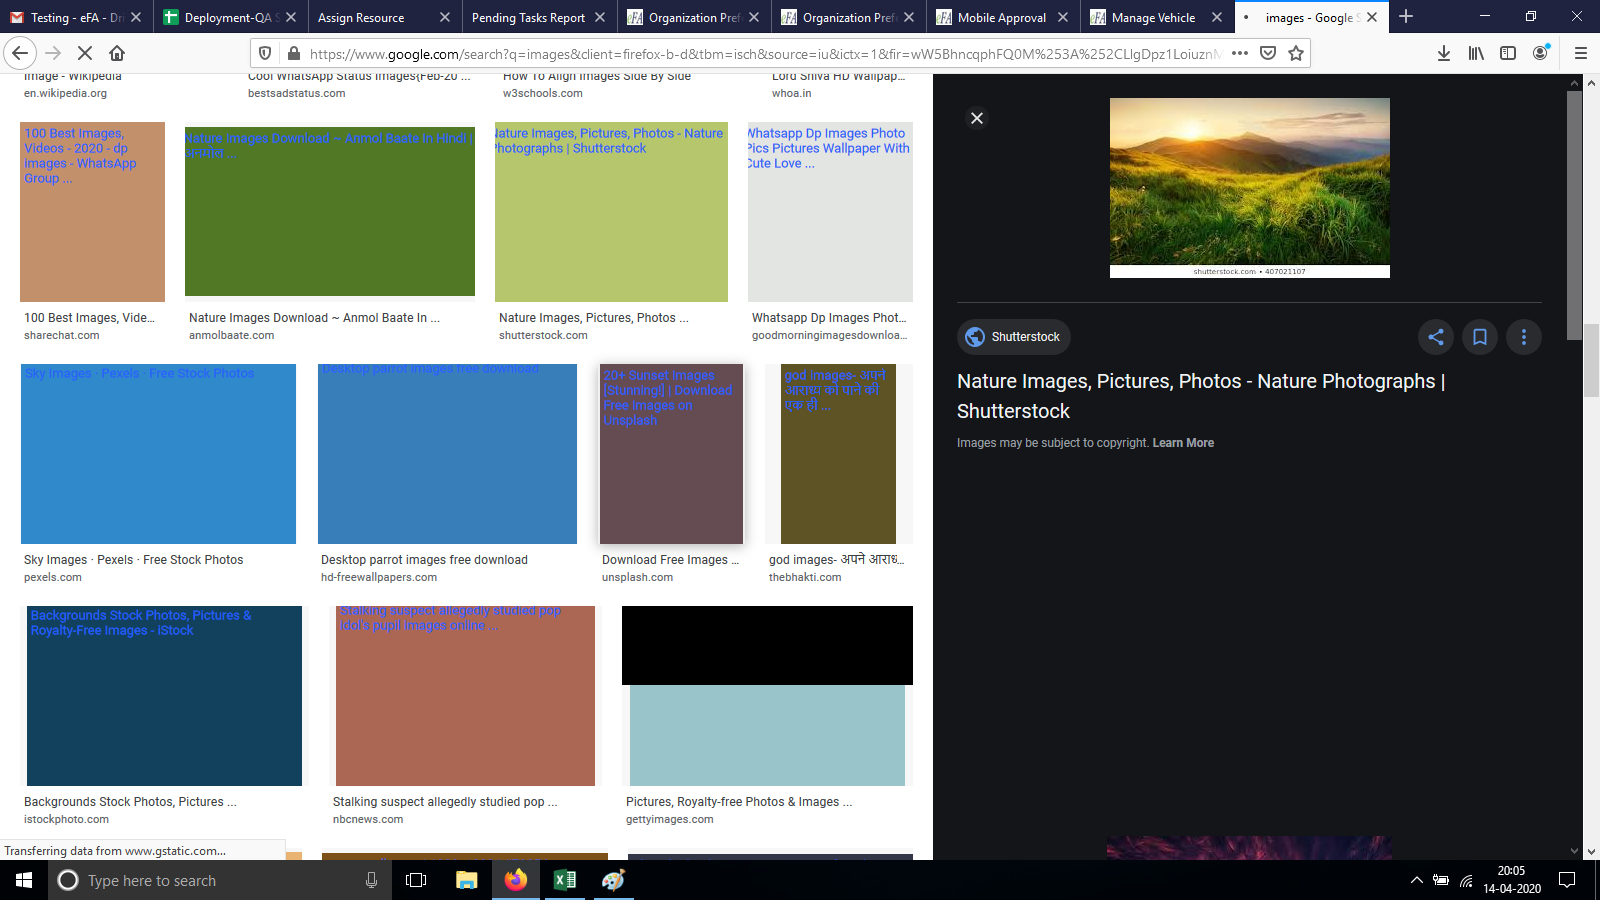 Testing - eFA - Dri
Deployment-QA S
Assign Resource
Pending Tasks Report
eFA Organization Pref
eFA Organization Pref
eFA Mobile Approval
eFA Manage Vehicle
images - Google S
https://www.google.com/search?q=images&client=firefox-b-d&tbm=isch&source=iu&ictx=1&fir=wW5BhncqphFQ0M%253A%252CLlgDpz1LoiuznM
Image - Wikipedia
en.wikipedia.org
Cool WhatsApp Status Images{Feb-20 ...
bestsadstatus.com
How To Align Images Side By Side
w3schools.com
Lord Shiva HD Wallpap...
whoa.in
100 Best Images,
Videos - 2020 - dp
images - WhatsApp
Group ...
Nature Images Download ~ Anmol Baate In Hindi |
अनमोल ...
Nature Images, Pictures, Photos - Nature
Photographs | Shutterstock
Whatsapp Dp Images Photo
Pics Pictures Wallpaper With
Cute Love ...
100 Best Images, Vide...
sharechat.com
Nature Images Download ~ Anmol Baate In ...
anmolbaate.com
Nature Images, Pictures, Photos ...
shutterstock.com
Whatsapp Dp Images Phot...
goodmorningimagesdownloa...
Sky Images · Pexels · Free Stock Photos
Desktop parrot images free download
20+ Sunset Images
[Stunning!] | Download
Free Images on
Unsplash
god images- अपने
आराध्य को पाने की
एक ही ...
Sky Images · Pexels · Free Stock Photos
pexels.com
Desktop parrot images free download
hd-freewallpapers.com
Download Free Images ...
unsplash.com
god images- अपने आराध...
thebhakti.com
Backgrounds Stock Photos, Pictures &
Royalty-Free Images - iStock
Stalking suspect allegedly studied pop
idol's pupil images online ...
Backgrounds Stock Photos, Pictures ...
istockphoto.com
Stalking suspect allegedly studied pop ...
nbcnews.com
Pictures, Royalty-free Photos & Images ...
gettyimages.com
shutterstock.com • 407021107
Shutterstock
Nature Images, Pictures, Photos - Nature Photographs |
Shutterstock
Images may be subject to copyright. Learn More
Transferring data from www.gstatic.com...
Type here to search
20:05
14-04-2020